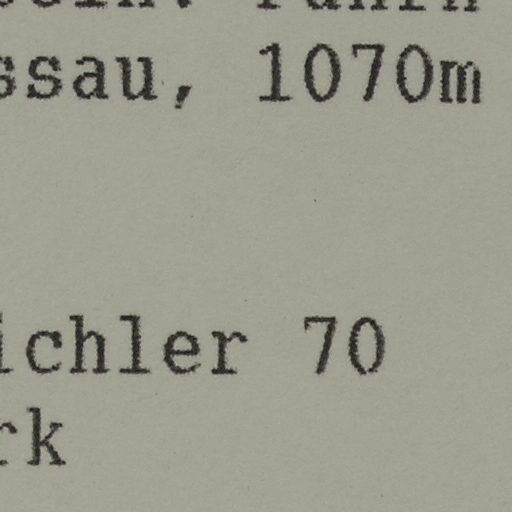 ssau, 1070m
ichler 70
rk